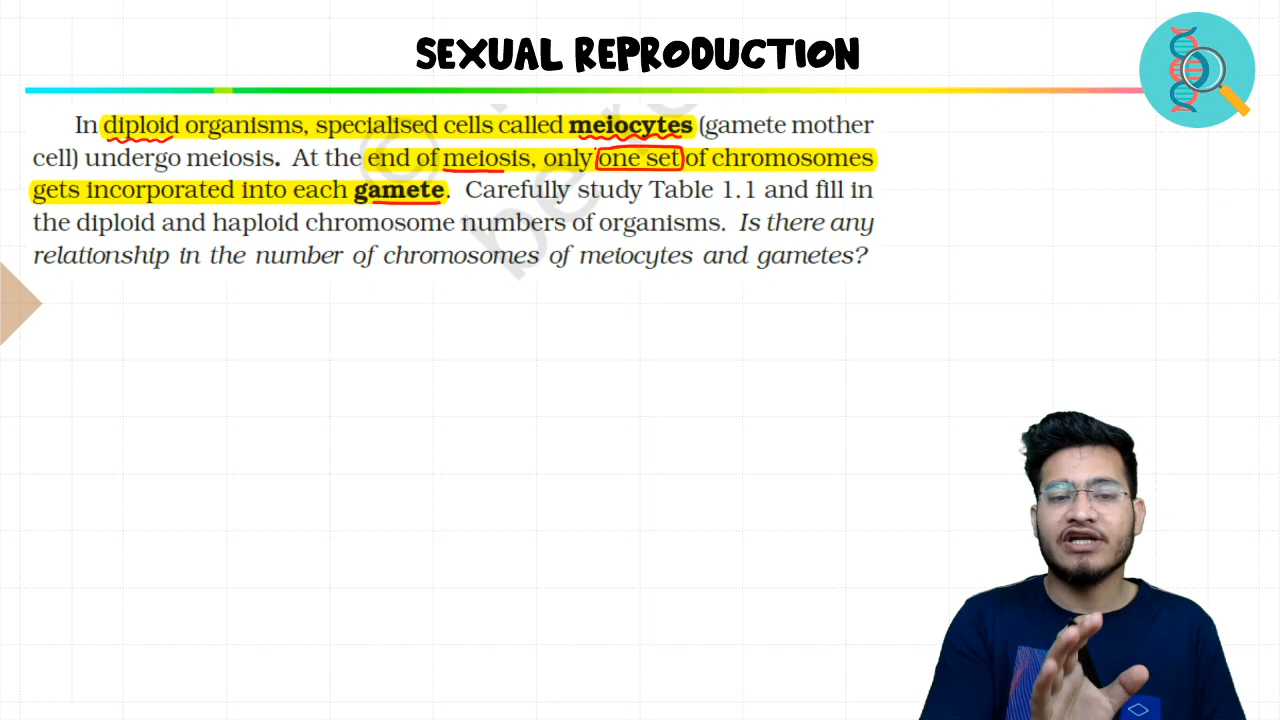 SEXUAL REPRODUCTION
In diploid organisms, specialised cells called meiocytes (gamete mother
cell) undergo meiosis. At the end of meiosis, only one set of chromosomes
gets incorporated into each gamete. Carefully study Table 1.1 and fill in
the diploid and haploid chromosome numbers of organisms. Is there any
relationship in the number of chromosomes of meiocytes and gametes?